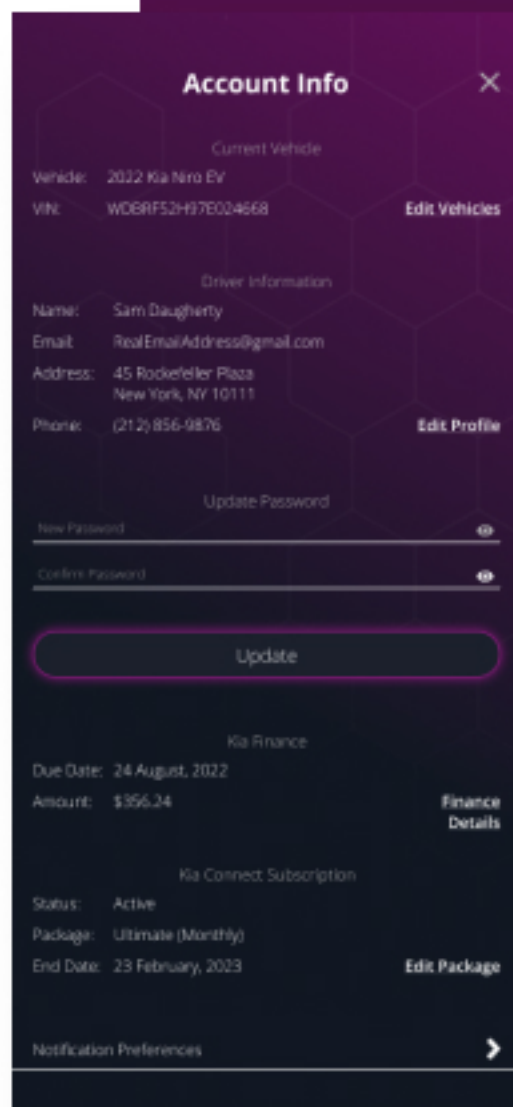 Account Info
Current Vehicle
Vehicle: 2022 Kia Niro EV
VIN: WDBRF52H97E024668
Edit Vehicles
Driver Information
Name: Sam Daugherty
Email: RealEmailAddress@gmail.com
Address: 45 Rockefeller Plaza
New York, NY 10111
Phone: (212) 856-9876
Edit Profile
Update Password
New Password
Confirm Password
Update
Kia Finance
Due Date: 24 August, 2022
Amount: $356.24
Finance
Details
Kia Connect Subscription
Status: Active
Package: Ultimate (Monthly)
End Date: 23 February, 2023
Edit Package
Notification Preferences